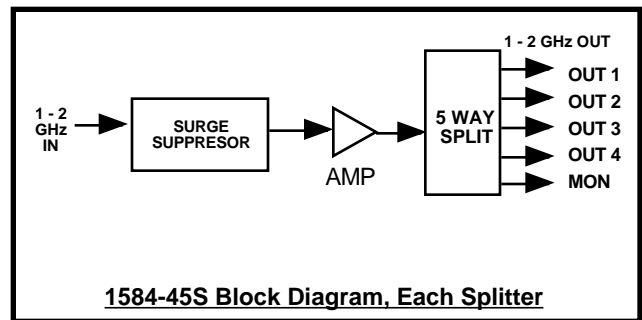 1 - 2 GHz OUT
1 - 2
GHz
IN
SURGE
SUPPRESOR
AMP
5 WAY
SPLIT
OUT 1
OUT 2
OUT 3
OUT 4
MON
1584-45S Block Diagram, Each Splitter